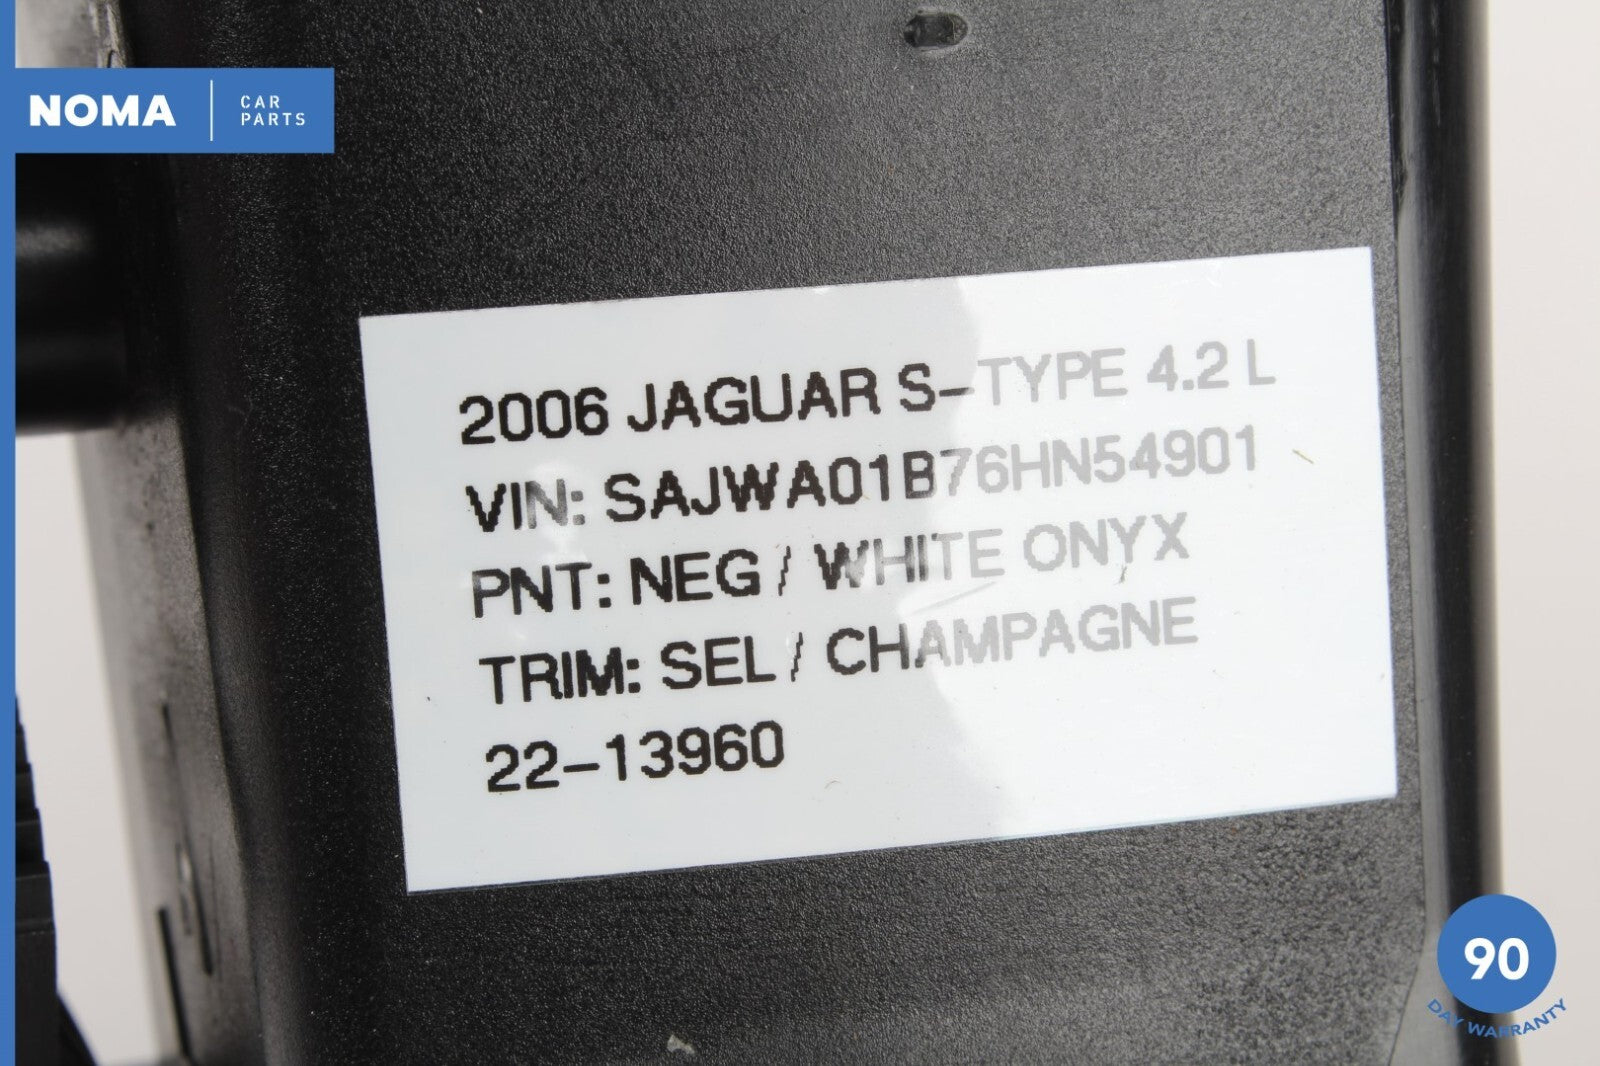 NOMA
CAR
PARTS
2006 JAGUAR S-TYPE 4.2 L
VIN: SAJWA01B76HN54901
PNT: NEG / WHITE ONYX
TRIM: SEL / CHAMPAGNE
22-13960
90
DAY WARRANTY